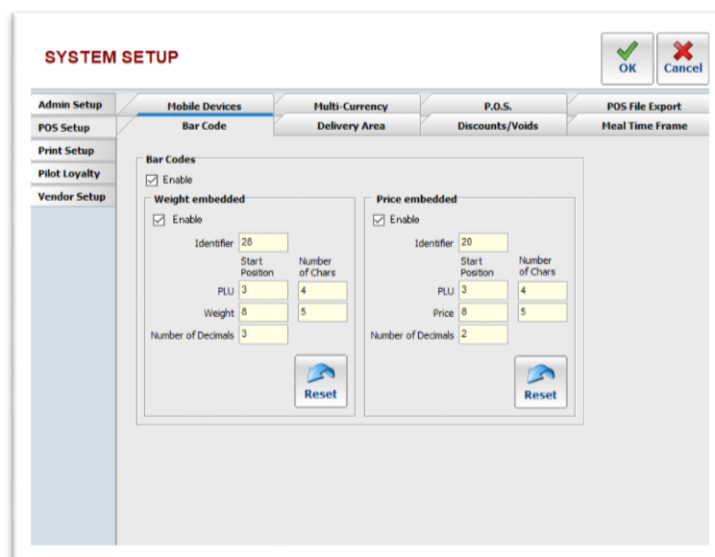 SYSTEM SETUP
OK
Cancel
Admin Setup
POS Setup
Print Setup
Pilot Loyalty
Vendor Setup
Mobile Devices
Multi-Currency
P.O.S.
POS File Export
Bar Code
Delivery Area
Discounts/Voids
Meal Time Frame
Bar Codes
Enable
Weight embedded
Enable
Identifier 28
Start Position
Number of Chars
PLU 3 4
Weight 8 5
Number of Decimals 3
Reset
Price embedded
Enable
Identifier 20
Start Position
Number of Chars
PLU 3 4
Price 8 5
Number of Decimals 2
Reset